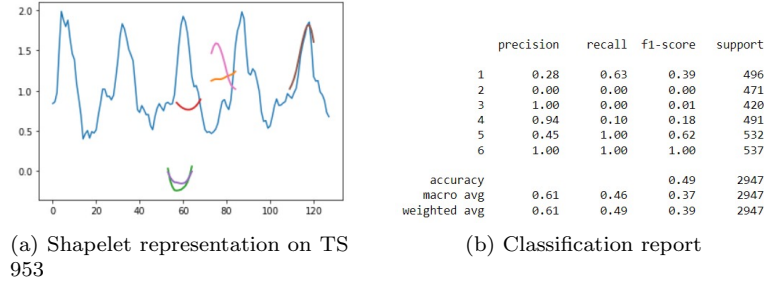 2.0
1.5
1.0
0.5
0.0
0 20 40 60 80 100 120
(a) Shapelet representation on TS
953
precision recall f1-score support
1 0.28 0.63 0.39 496
2 0.00 0.00 0.00 471
3 1.00 0.00 0.01 420
4 0.94 0.10 0.18 491
5 0.45 1.00 0.62 532
6 1.00 1.00 1.00 537
accuracy 0.49 2947
macro avg 0.61 0.46 0.37 2947
weighted avg 0.61 0.49 0.39 2947
(b) Classification report